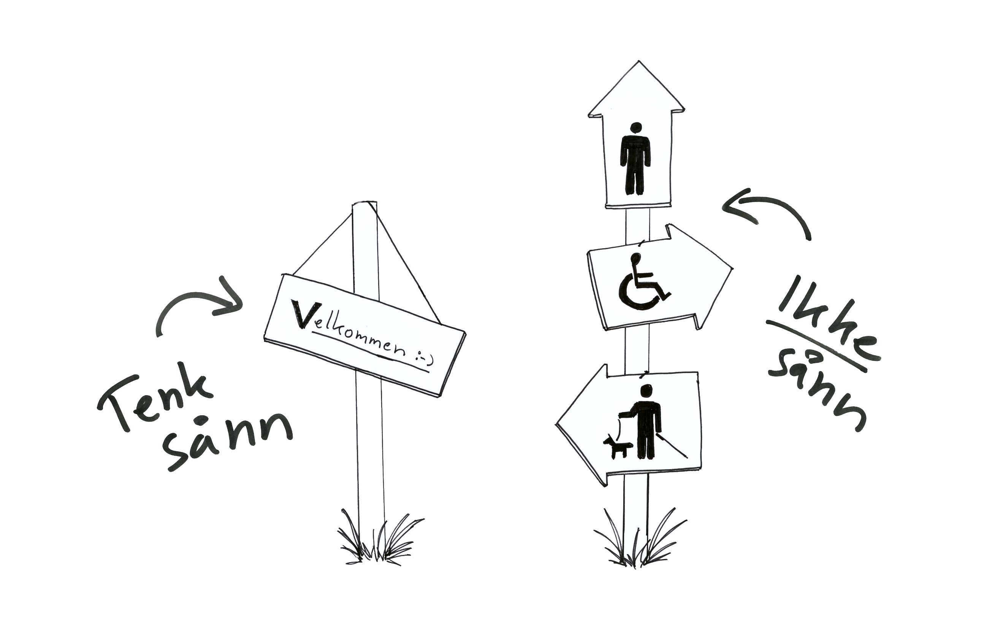 Velkommen :-)
Tenk
sånn
Ikke
sånn